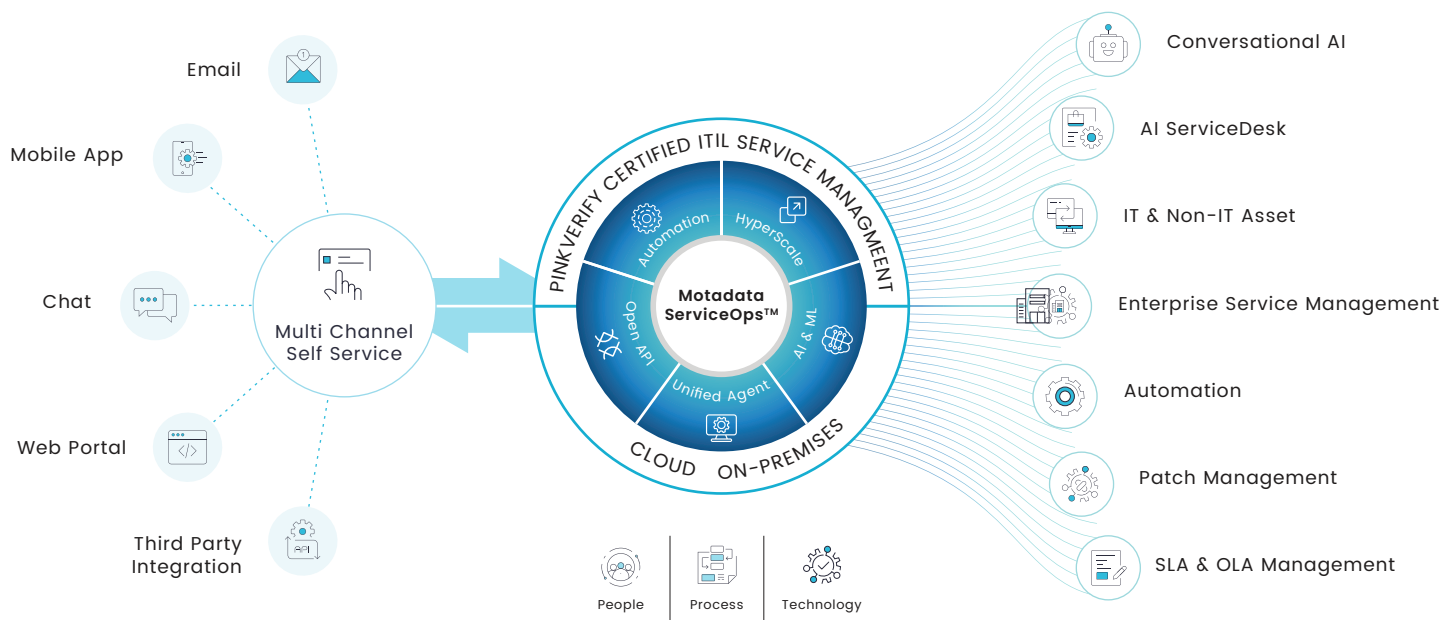 Email
Mobile App
Chat
Web Portal
Third Party
Integration
Multi Channel
Self Service
API
PINKVERIFY CERTIFIED ITIL SERVICE MANAGMEENT
Automation
HyperScale
Open API
AI & ML
Unified Agent
Motadata
ServiceOps™
CLOUD ON-PREMISES
People
Process
Technology
Conversational AI
AI ServiceDesk
IT & Non-IT Asset
Enterprise Service Management
Automation
Patch Management
SLA & OLA Management